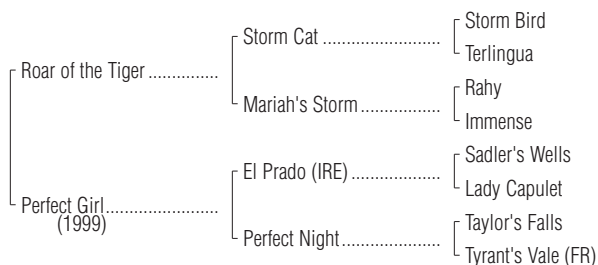 Storm Bird
Storm Cat ........................
Terlingua
Roar of the Tiger ...............
Rahy
Mariah's Storm ................
Immense
Sadler's Wells
El Prado (IRE) ..................
Lady Capulet
Perfect Girl........................
(1999)
Taylor's Falls
Perfect Night....................
Tyrant's Vale (FR)